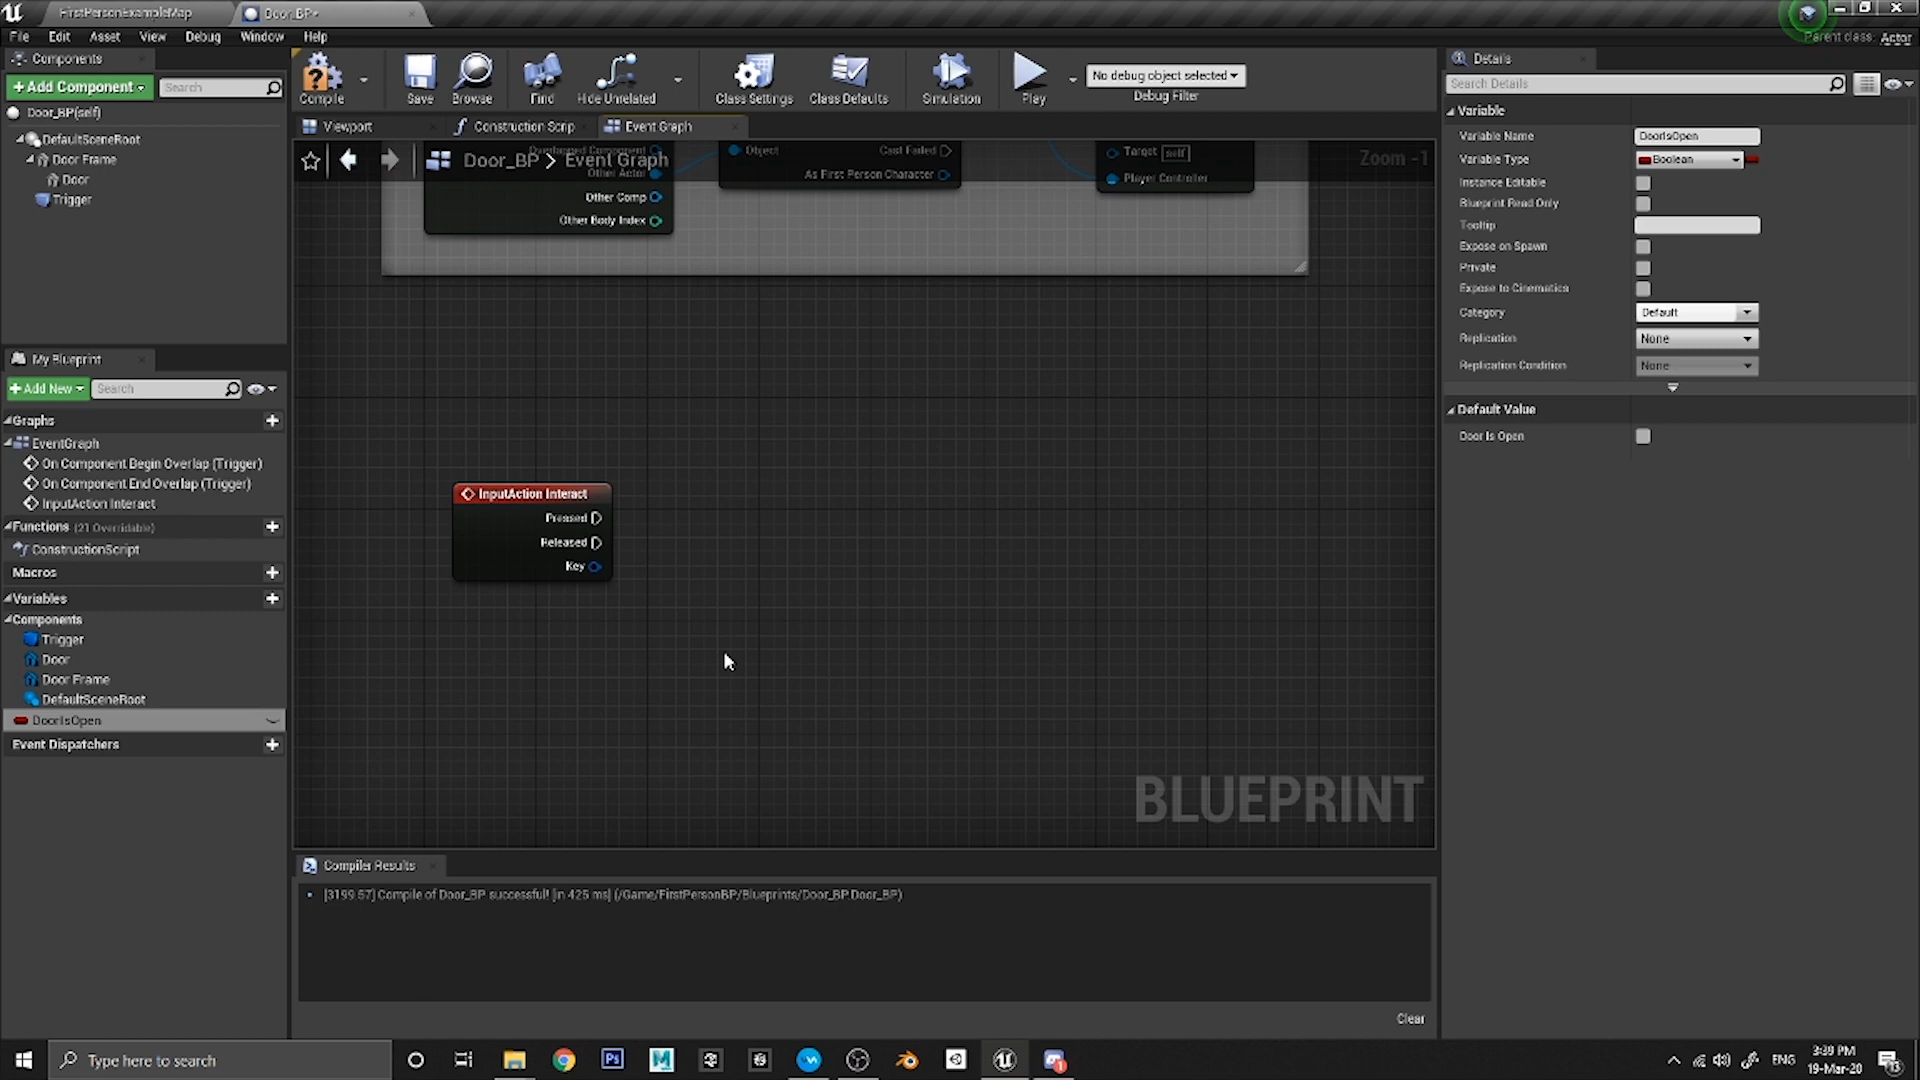 FirstPersonExampleMap
Door_BP*
File Edit Asset View Debug Window Help
Parent class: Actor
Components
+Add Component
Search
Door_BP(self)
DefaultSceneRoot
Door Frame
Door
Trigger
Compile
Save
Browse
Find
Hide Unrelated
Class Settings
Class Defaults
Simulation
Play
No debug object selected
Debug Filter
Viewport
Construction Scrip
Event Graph
Door_BP > Event Graph
Zoom -1
Overlapped Component
Other Actor
Other Comp
Other Body Index
Object
Cast Failed
As First Person Character
Target self
Player Controller
InputAction Interact
Pressed
Released
Key
BLUEPRINT
My Blueprint
+Add New
Search
Graphs
EventGraph
On Component Begin Overlap (Trigger)
On Component End Overlap (Trigger)
InputAction Interact
Functions (21 Overridable)
ConstructionScript
Macros
Variables
Components
Trigger
Door
Door Frame
DefaultSceneRoot
DoorIsOpen
Event Dispatchers
Compiler Results
[3199.57] Compile of Door_BP successful! [in 425 ms] (/Game/FirstPersonBP/Blueprints/Door_BP.Door_BP)
Clear
Details
Search Details
Variable
Variable Name DoorIsOpen
Variable Type Boolean
Instance Editable
Blueprint Read Only
Tooltip
Expose on Spawn
Private
Expose to Cinematics
Category Default
Replication None
Replication Condition None
Default Value
Door Is Open
Type here to search
Ps
ENG
3:39 PM
19-Mar-20